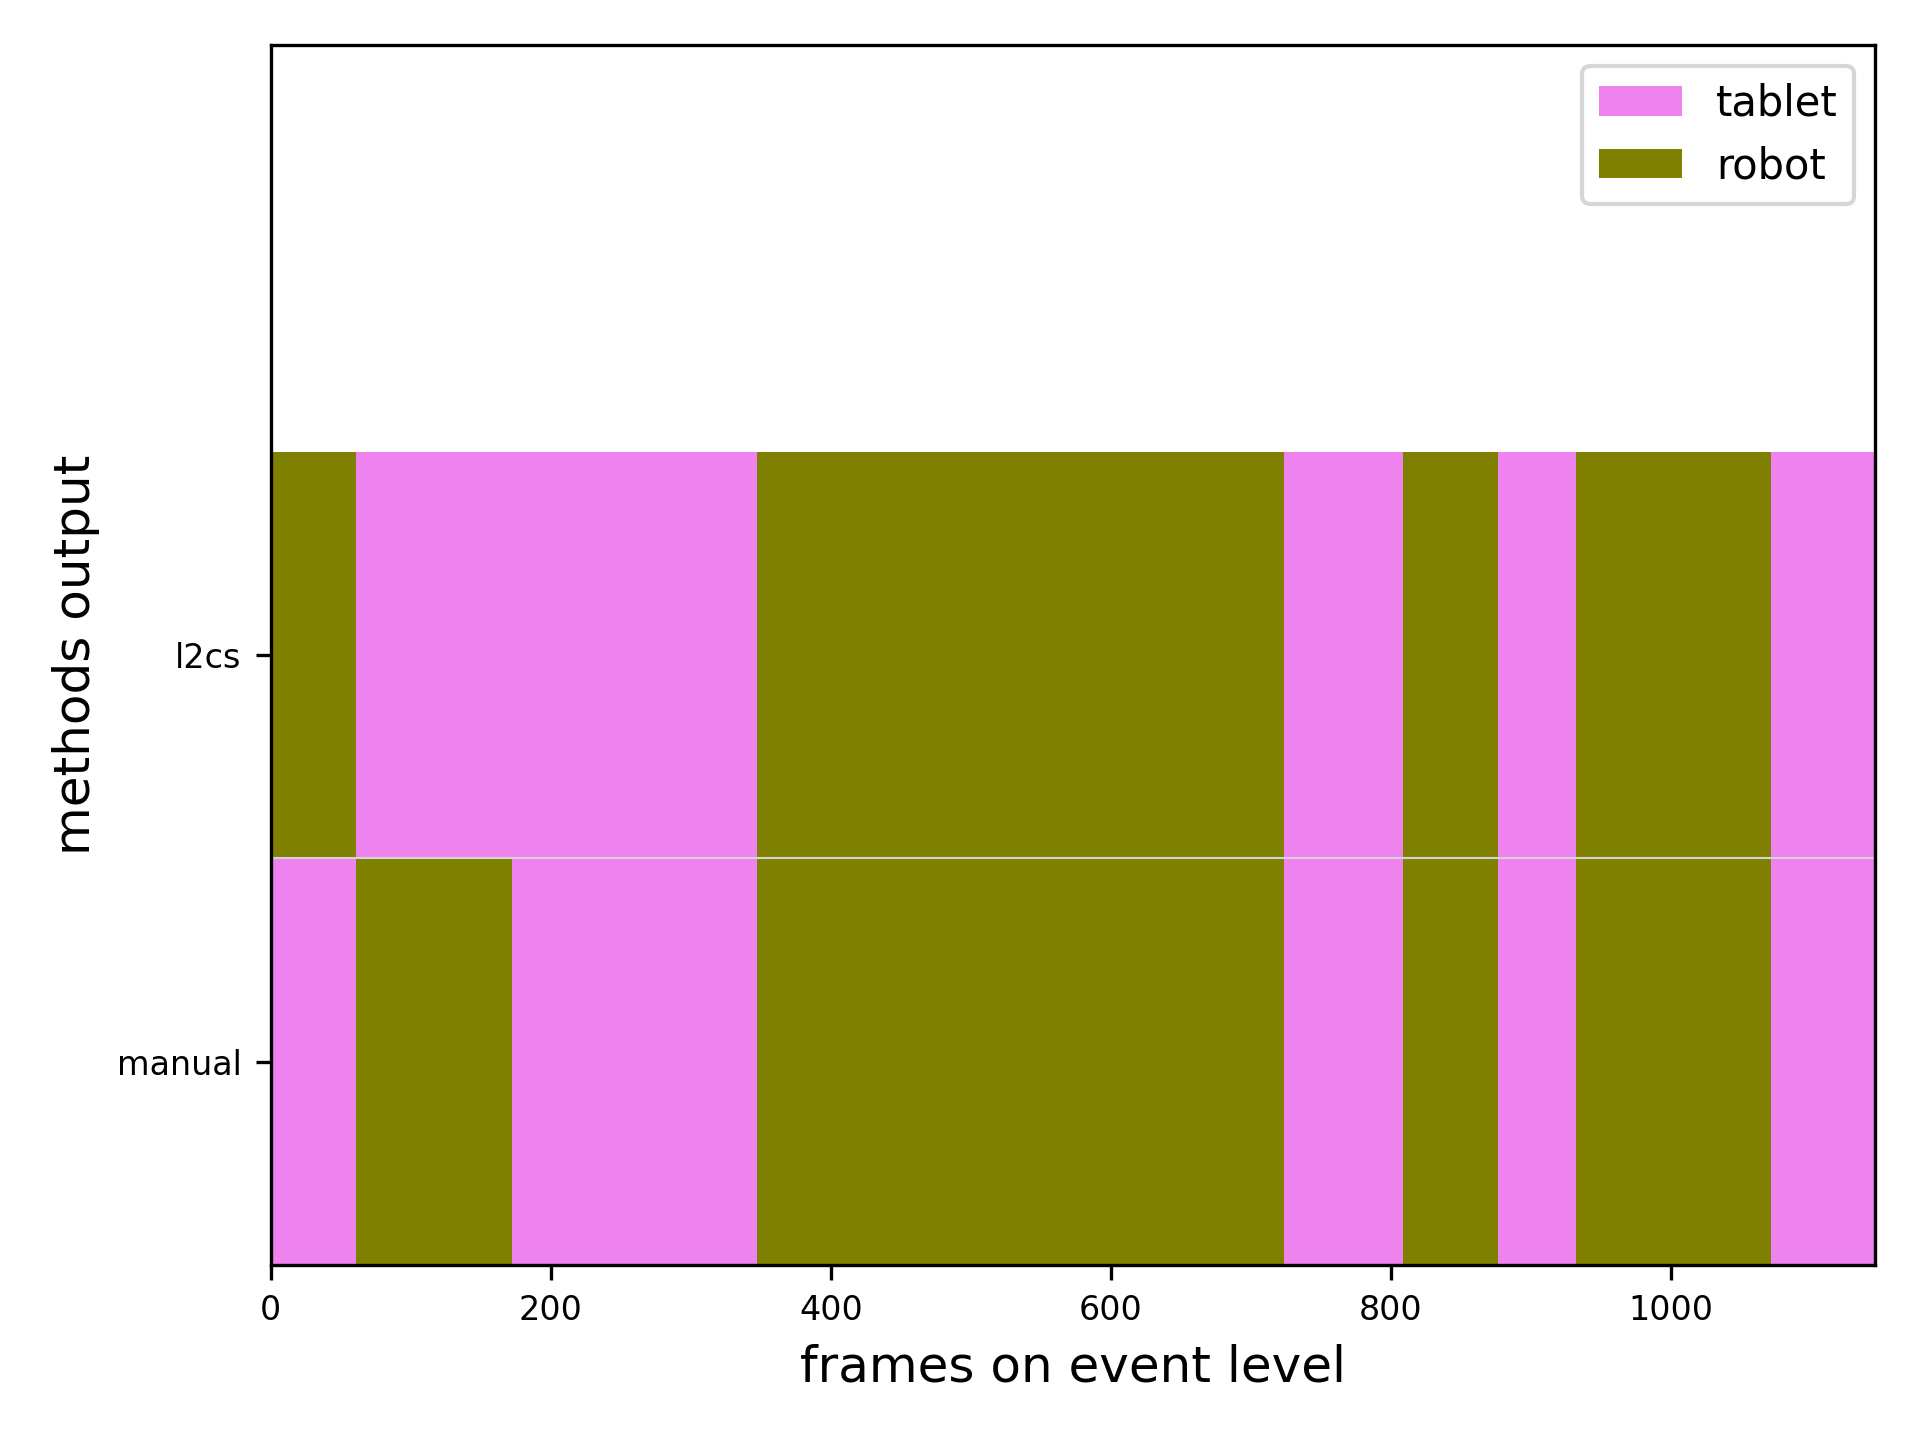 tablet
robot
methods output
l2cs
manual
0 200 400 600 800 1000
frames on event level